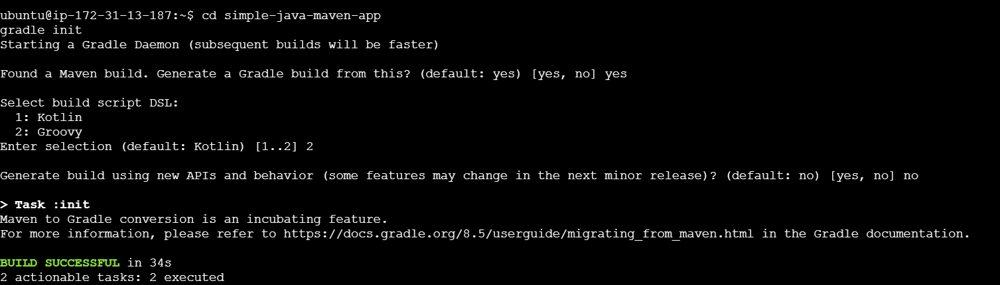 ubuntu@ip-172-31-13-187:~$ cd simple-java-maven-app
gradle init
Starting a Gradle Daemon (subsequent builds will be faster)
Found a Maven build. Generate a Gradle build from this? (default: yes) [yes, no] yes
Select build script DSL:
  1: Kotlin
  2: Groovy
Enter selection (default: Kotlin) [1..2] 2
Generate build using new APIs and behavior (some features may change in the next minor release)? (default: no) [yes, no] no
> Task :init
Maven to Gradle conversion is an incubating feature.
For more information, please refer to https://docs.gradle.org/8.5/userguide/migrating_from_maven.html in the Gradle documentation.
BUILD SUCCESSFUL in 34s
2 actionable tasks: 2 executed